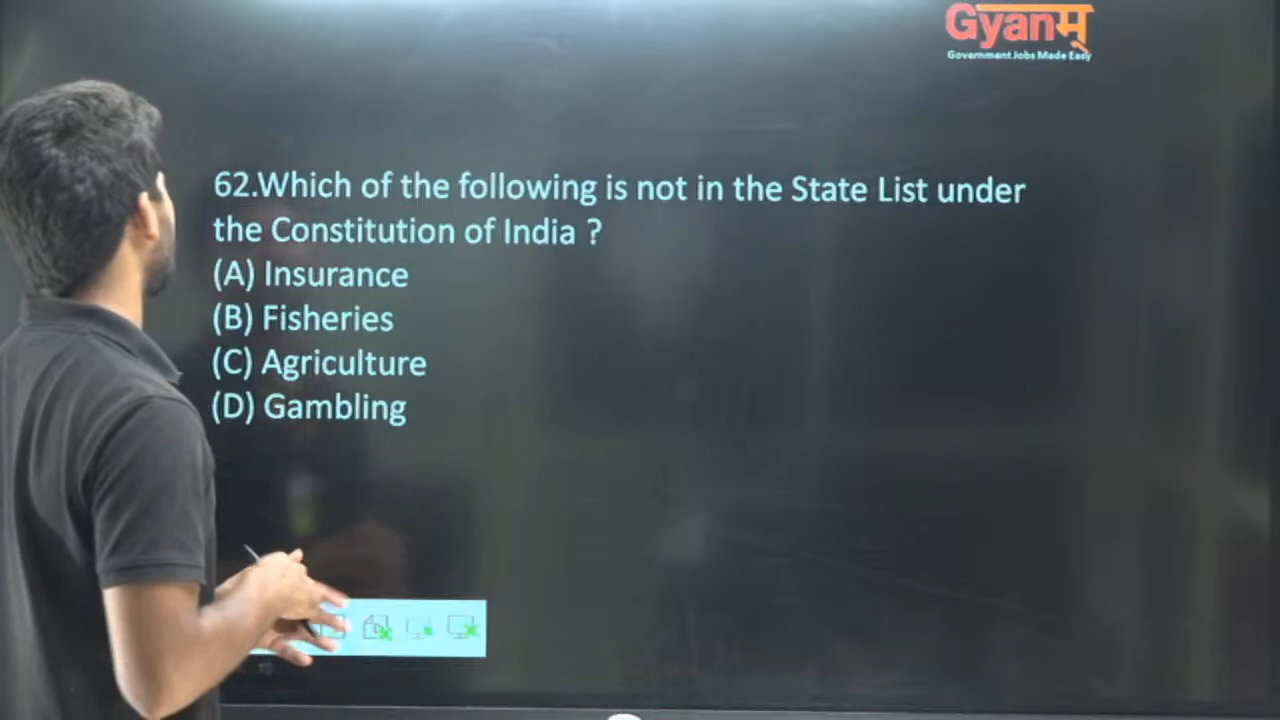 Gyanम्
Government Jobs Made Easy
62.Which of the following is not in the State List under
the Constitution of India ?
(A) Insurance
(B) Fisheries
(C) Agriculture
(D) Gambling